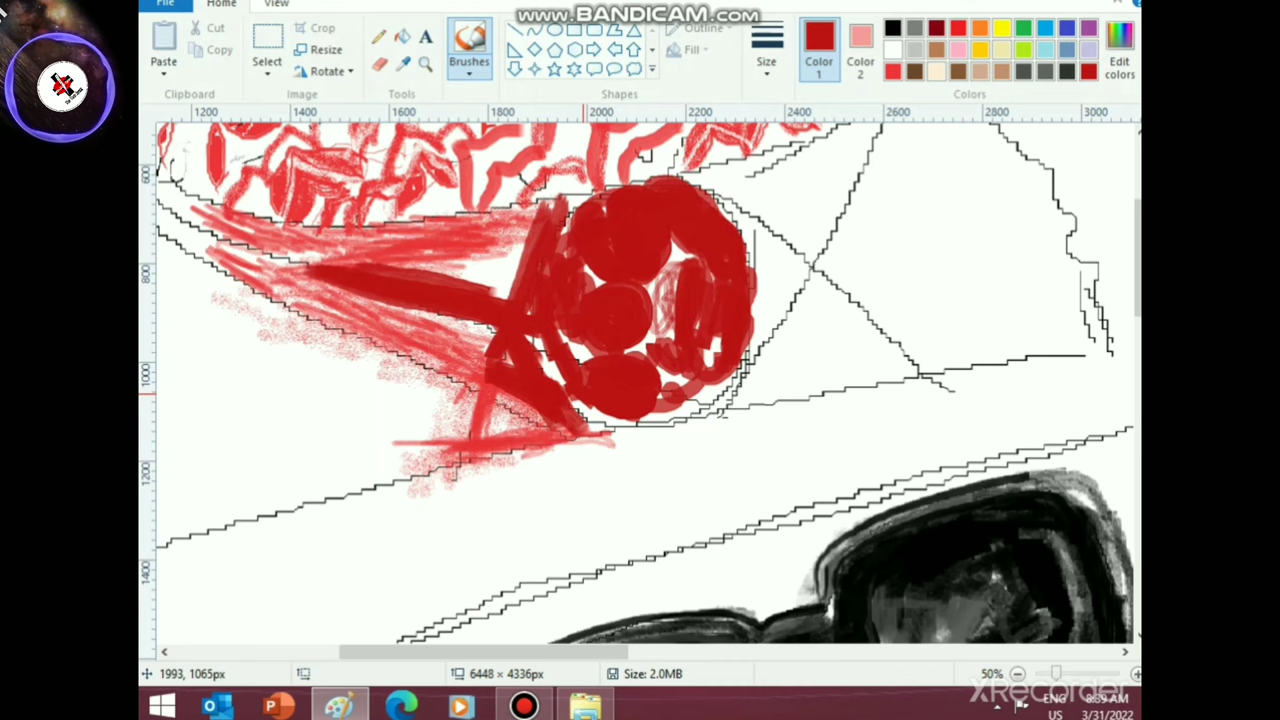 www.BANDICAM.com
File Home View
Paste
Cut
Copy
Clipboard
Select
Crop
Resize
Rotate
Image
A
Tools
Brushes
Outline
Fill
Shapes
Size
Color 1
Color 2
Edit colors
Colors
1200 1400 1600 1800 2000 2200 2400 2600 2800 3000
600
800
1000
1200
1400
1993, 1065px
6448 × 4336px
Size: 2.0MB
50%
XRecorder
ENG
US
8:39 AM
3/31/2022